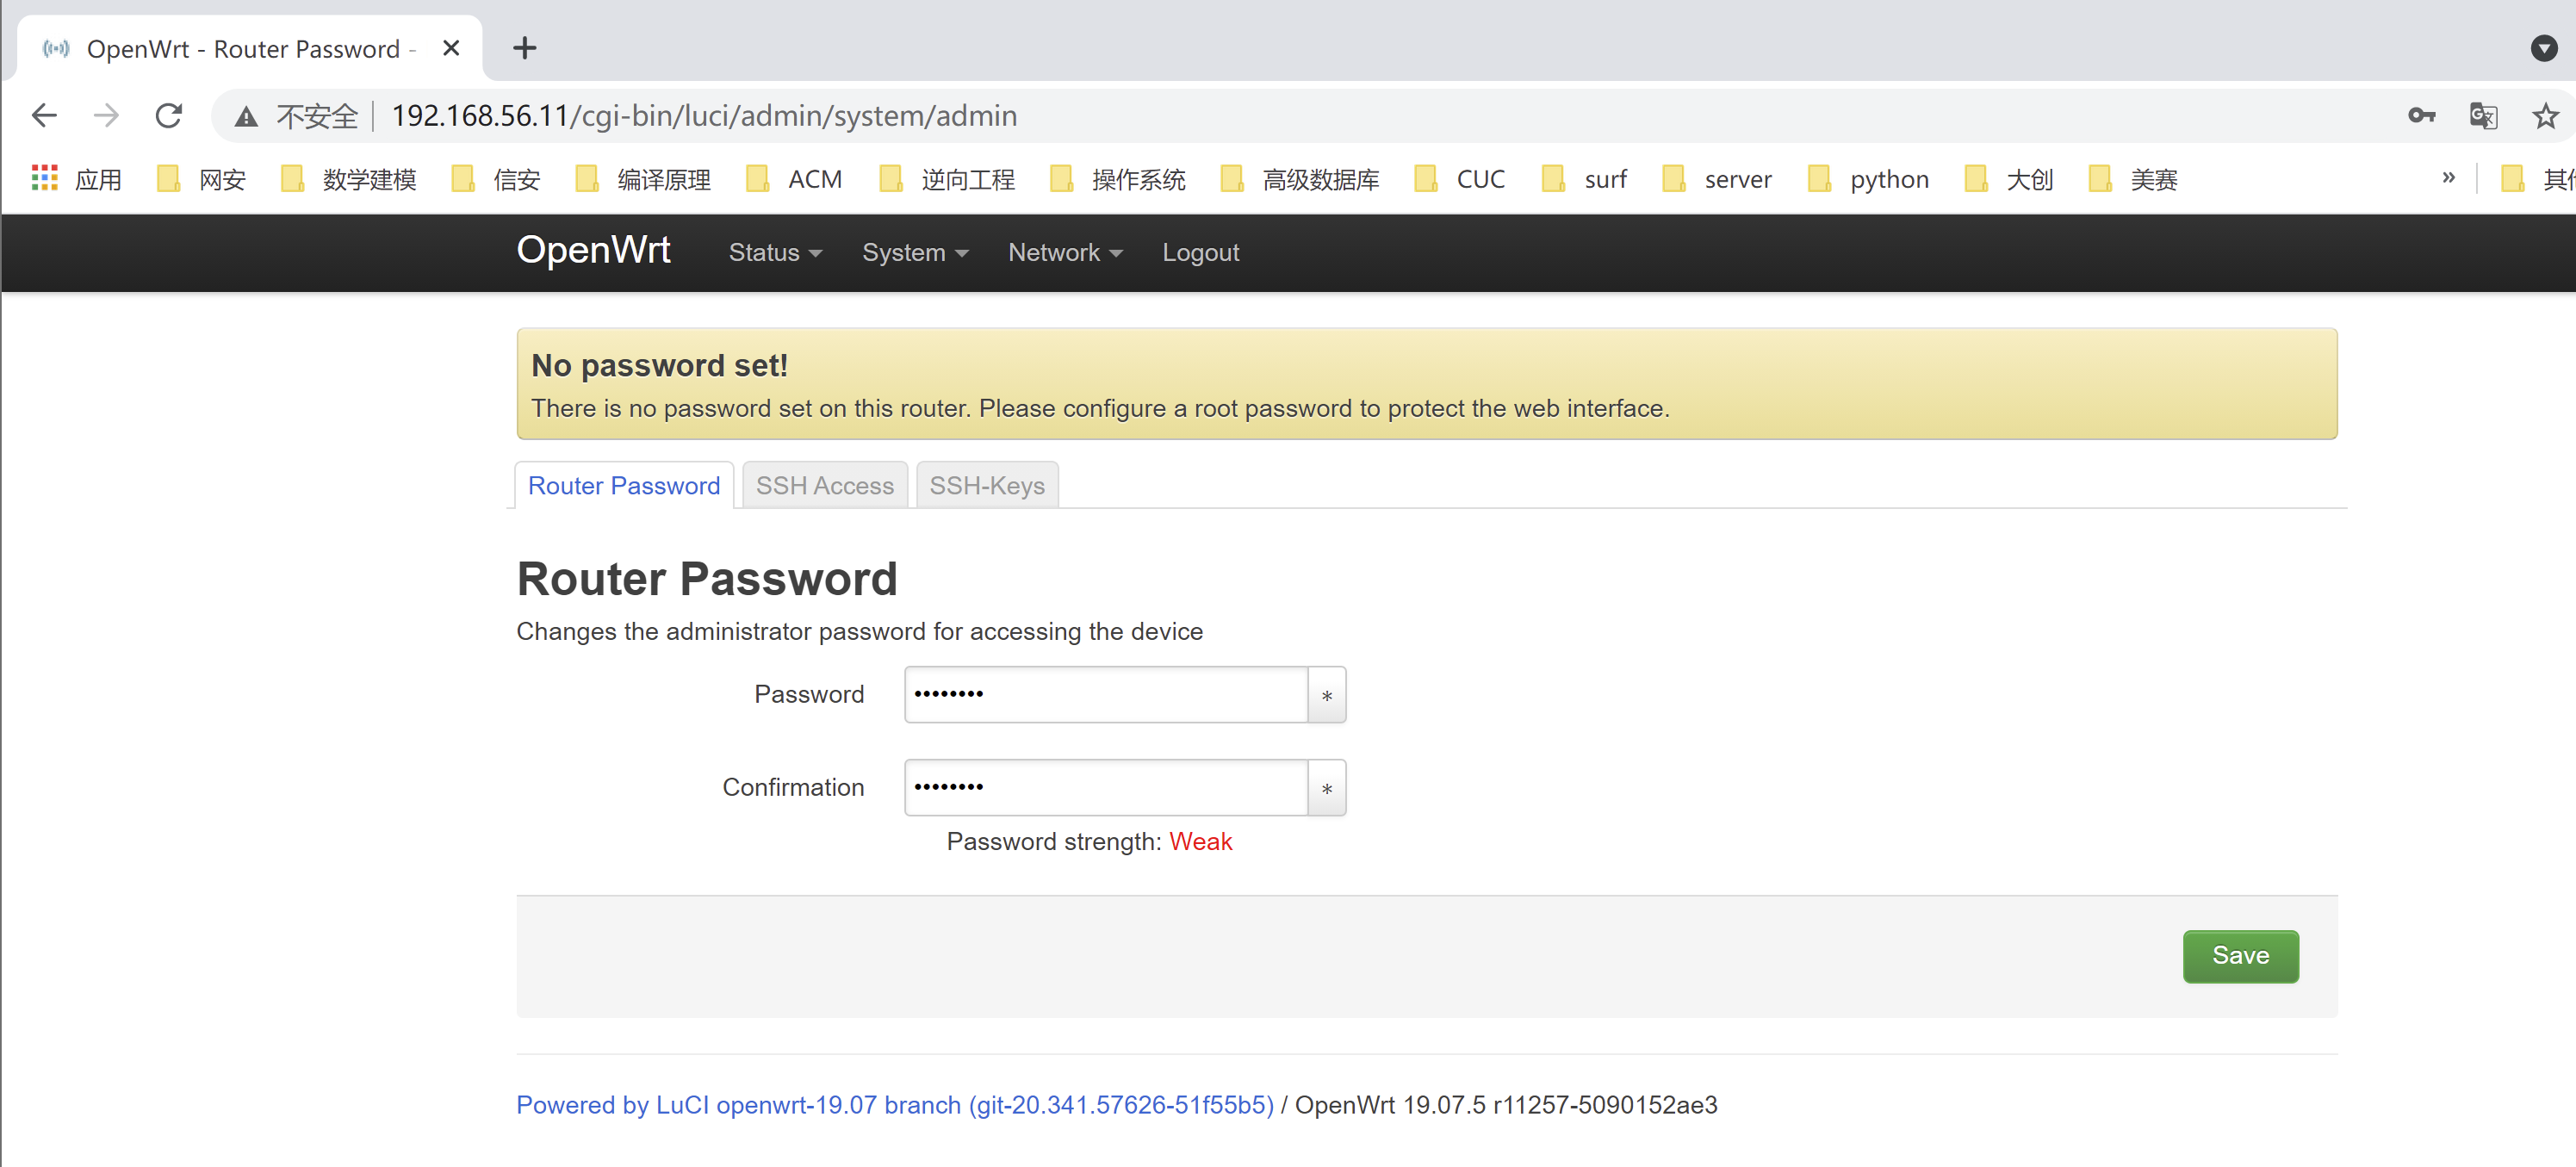 OpenWrt - Router Password -
不安全 192.168.56.11/cgi-bin/luci/admin/system/admin
应用 网安 数学建模 信安 编译原理 ACM 逆向工程 操作系统 高级数据库 CUC surf server python 大创 美赛 »
OpenWrt Status System Network Logout
No password set!
There is no password set on this router. Please configure a root password to protect the web interface.
Router Password SSH Access SSH-Keys
Router Password
Changes the administrator password for accessing the device
Password •••••••• *
Confirmation •••••••• *
Password strength: Weak
Save
Powered by LuCI openwrt-19.07 branch (git-20.341.57626-51f55b5) / OpenWrt 19.07.5 r11257-5090152ae3